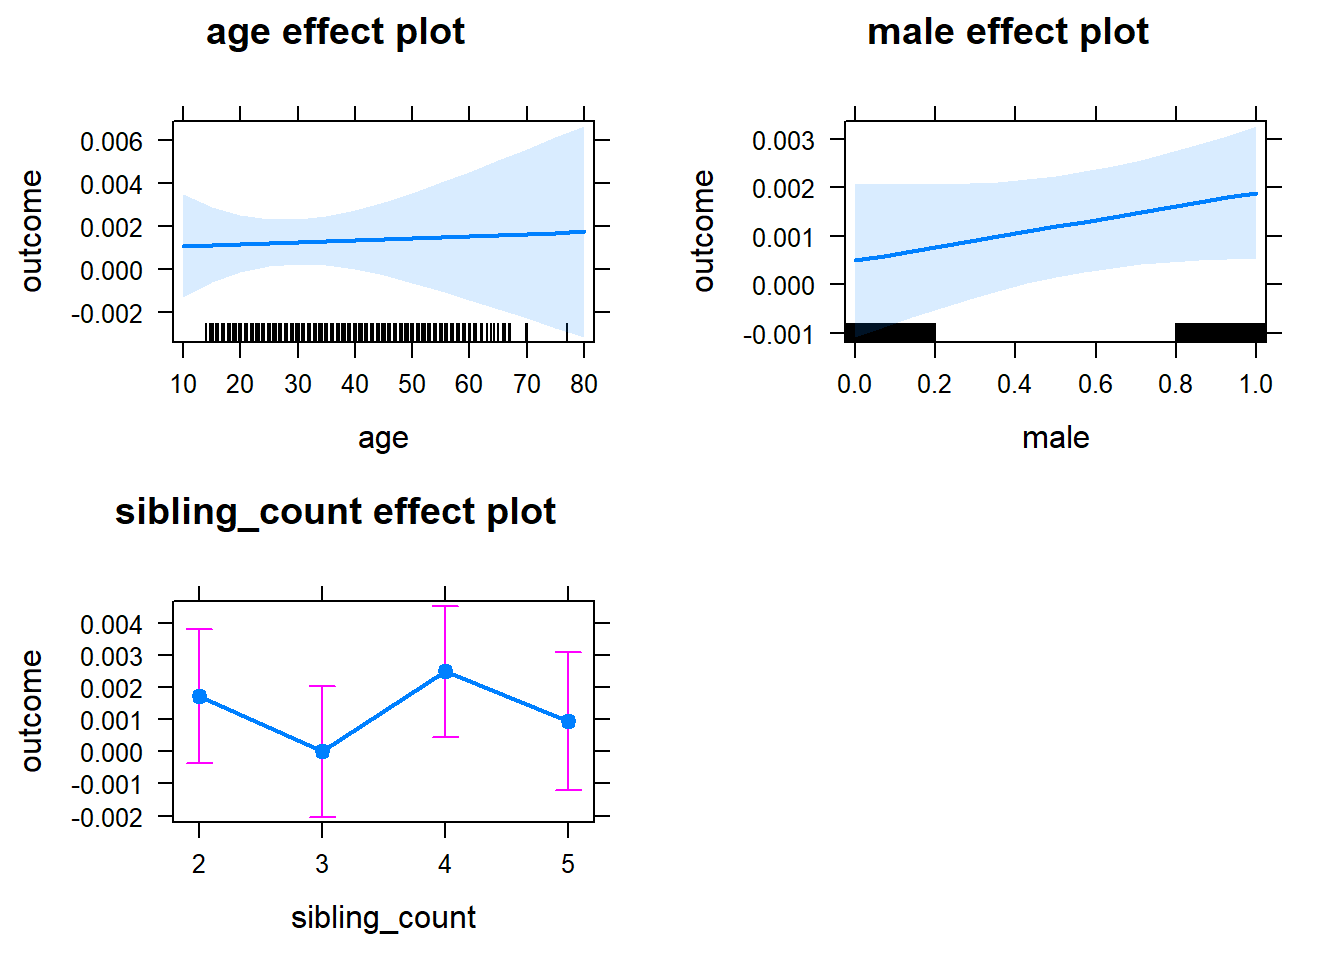 age effect plot
outcome
0.006
0.004
0.002
0.000
-0.002
10 20 30 40 50 60 70 80
age
male effect plot
outcome
0.003
0.002
0.001
0.000
-0.001
0.0 0.2 0.4 0.6 0.8 1.0
male
sibling_count effect plot
outcome
0.004
0.003
0.002
0.001
0.000
-0.001
-0.002
2 3 4 5
sibling_count